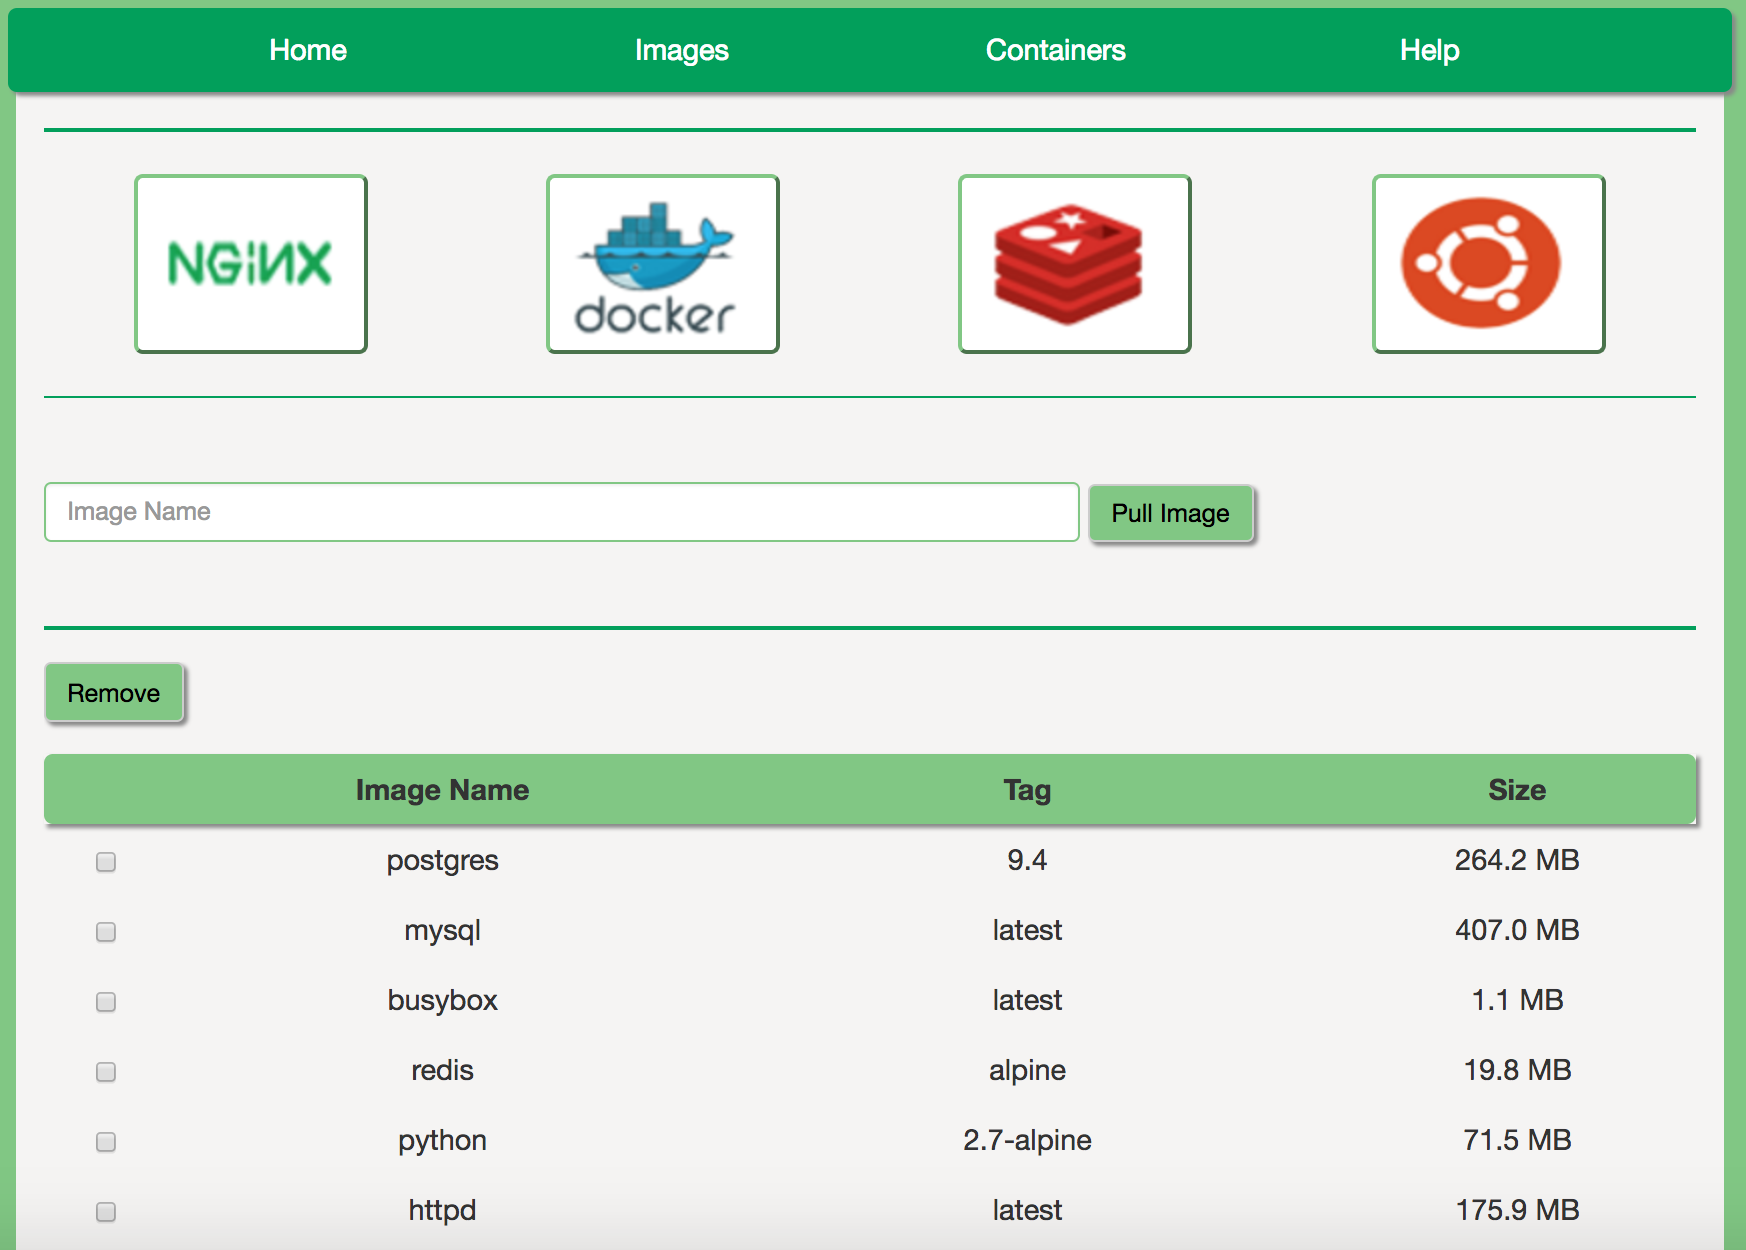 Home Images Containers Help
NGiNX docker
Image Name Pull Image
Remove
Image Name Tag Size
postgres 9.4 264.2 MB
mysql latest 407.0 MB
busybox latest 1.1 MB
redis alpine 19.8 MB
python 2.7-alpine 71.5 MB
httpd latest 175.9 MB